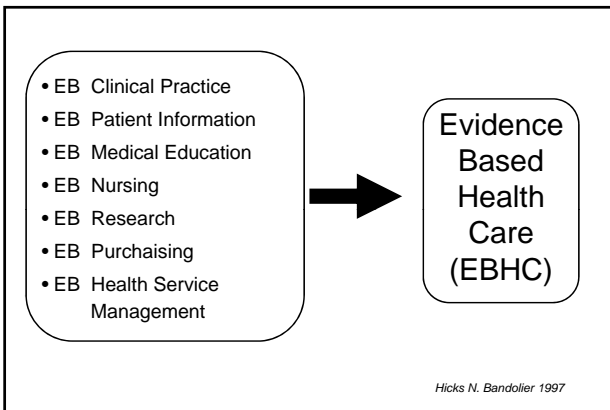 • EB Clinical Practice
• EB Patient Information
• EB Medical Education
• EB Nursing
• EB Research
• EB Purchaising
• EB Health Service
Management
Evidence
Based
Health
Care
(EBHC)
Hicks N. Bandolier 1997